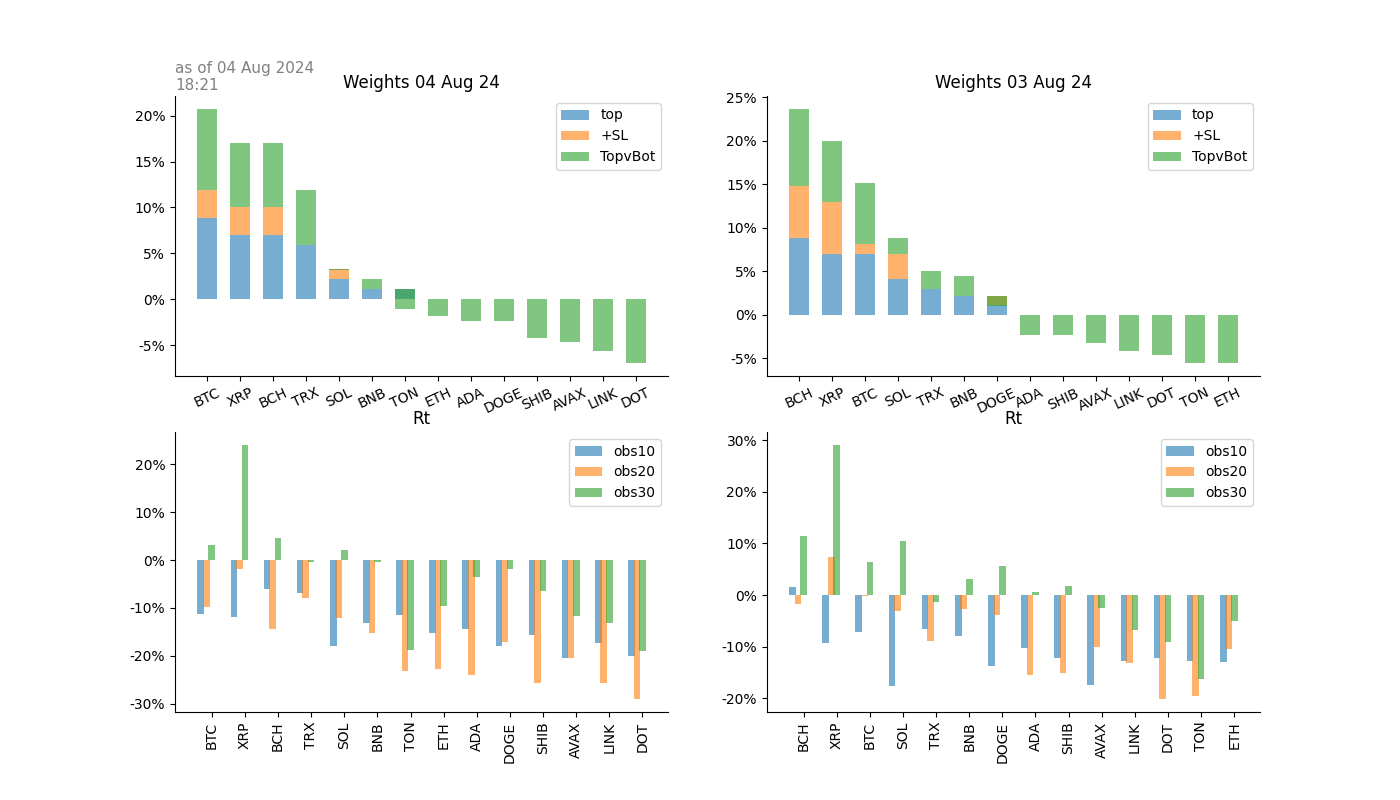 as of 04 Aug 2024
18:21
Weights 04 Aug 24
20%
15%
10%
5%
0%
-5%
top
+SL
TopvBot
BTC XRP BCH TRX SOL BNB TON ETH ADA DOGE SHIB AVAX LINK DOT
Weights 03 Aug 24
25%
20%
15%
10%
5%
0%
-5%
top
+SL
TopvBot
BCH XRP BTC SOL TRX BNB DOGE ADA SHIB AVAX LINK DOT TON ETH
Rt
20%
10%
0%
-10%
-20%
-30%
obs10
obs20
obs30
BTC XRP BCH TRX SOL BNB TON ETH ADA DOGE SHIB AVAX LINK DOT
Rt
30%
20%
10%
0%
-10%
-20%
obs10
obs20
obs30
BCH XRP BTC SOL TRX BNB DOGE ADA SHIB AVAX LINK DOT TON ETH